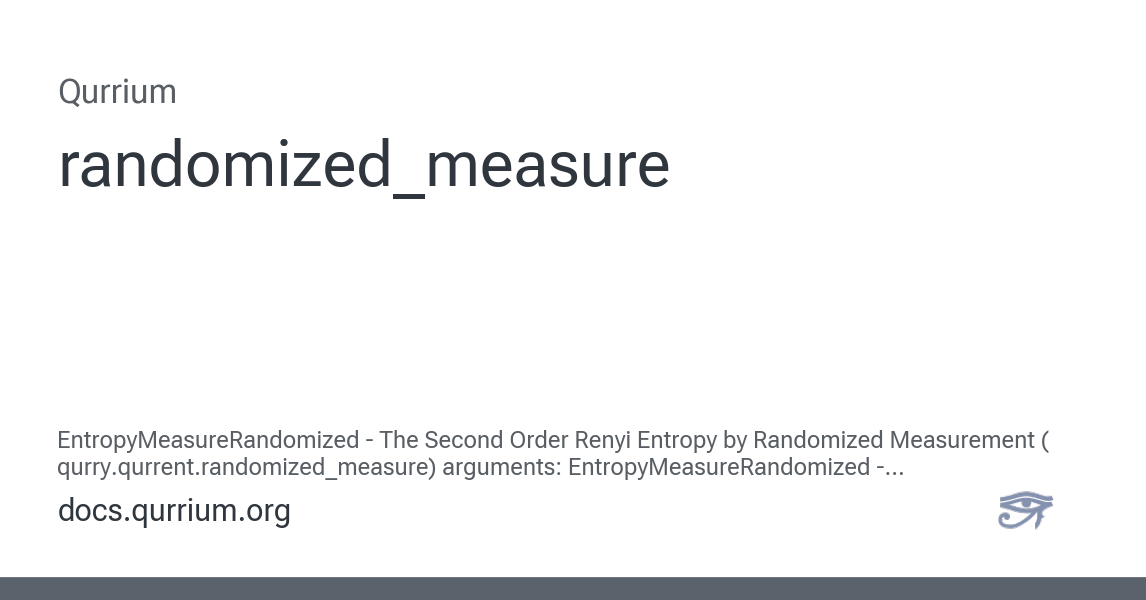 Qurrium
randomized_measure
EntropyMeasureRandomized - The Second Order Renyi Entropy by Randomized Measurement (
qurry.qurrent.randomized_measure) arguments: EntropyMeasureRandomized -...
docs.qurrium.org